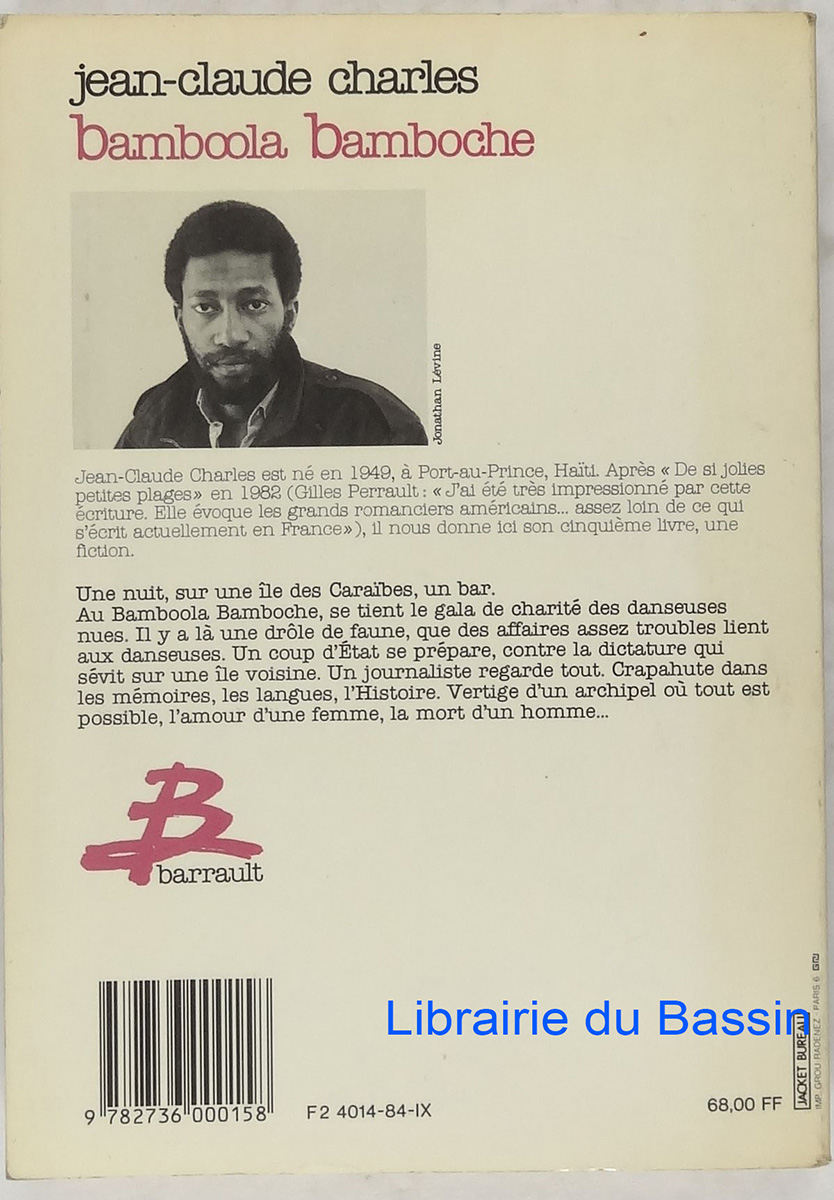 jean-claude charles
bamboola bamboche
Jonathan Lévine
Jean-Claude Charles est né en 1949, à Port-au-Prince, Haïti. Après « De si jolies
petites plages» en 1982 (Gilles Perrault : « J'ai été très impressionné par cette
écriture. Elle évoque les grands romanciers américains... assez loin de ce qui
s'écrit actuellement en France»), il nous donne ici son cinquième livre, une
fiction.
Une nuit, sur une île des Caraïbes, un bar.
Au Bamboola Bamboche, se tient le gala de charité des danseuses
nues. Il y a là une drôle de faune, que des affaires assez troubles lient
aux danseuses. Un coup d'État se prépare, contre la dictature qui
sévit sur une île voisine. Un journaliste regarde tout. Crapahute dans
les mémoires, les langues, l'Histoire. Vertige d'un archipel où tout est
possible, l'amour d'une femme, la mort d'un homme...
B
barrault
Librairie du Bassin
9 782736 000158
F2 4014-84-IX
68,00 FF
JACKET BUREAU
IMP. GROU RADENEZ PARIS 6